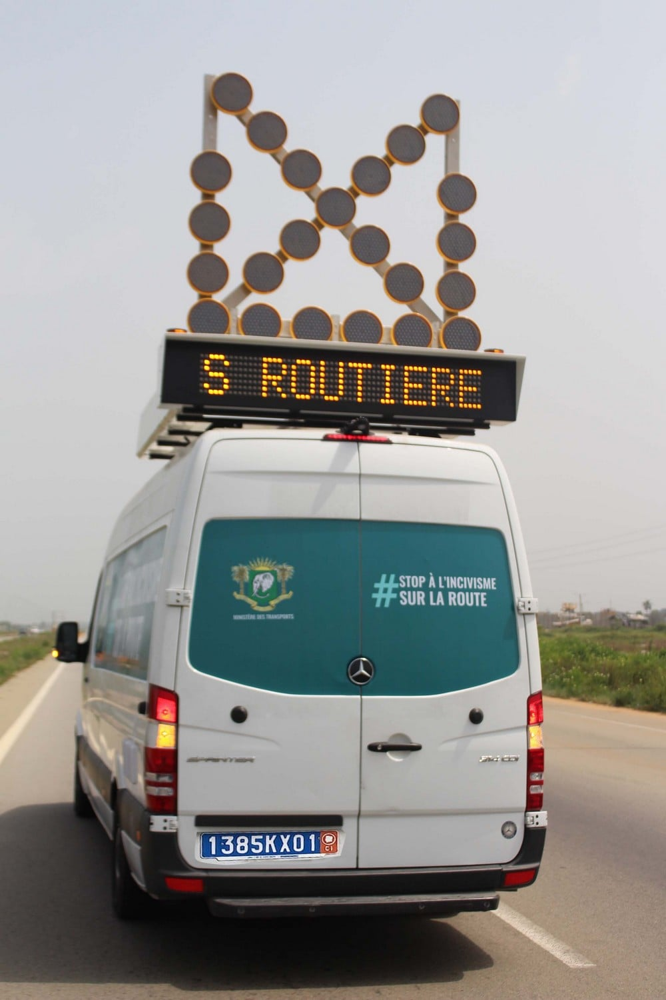 S ROUTIERE
MINISTÈRE DES TRANSPORTS
#STOP À L'INCIVISME
SUR LA ROUTE
SPRINTER
1385KX01
CI